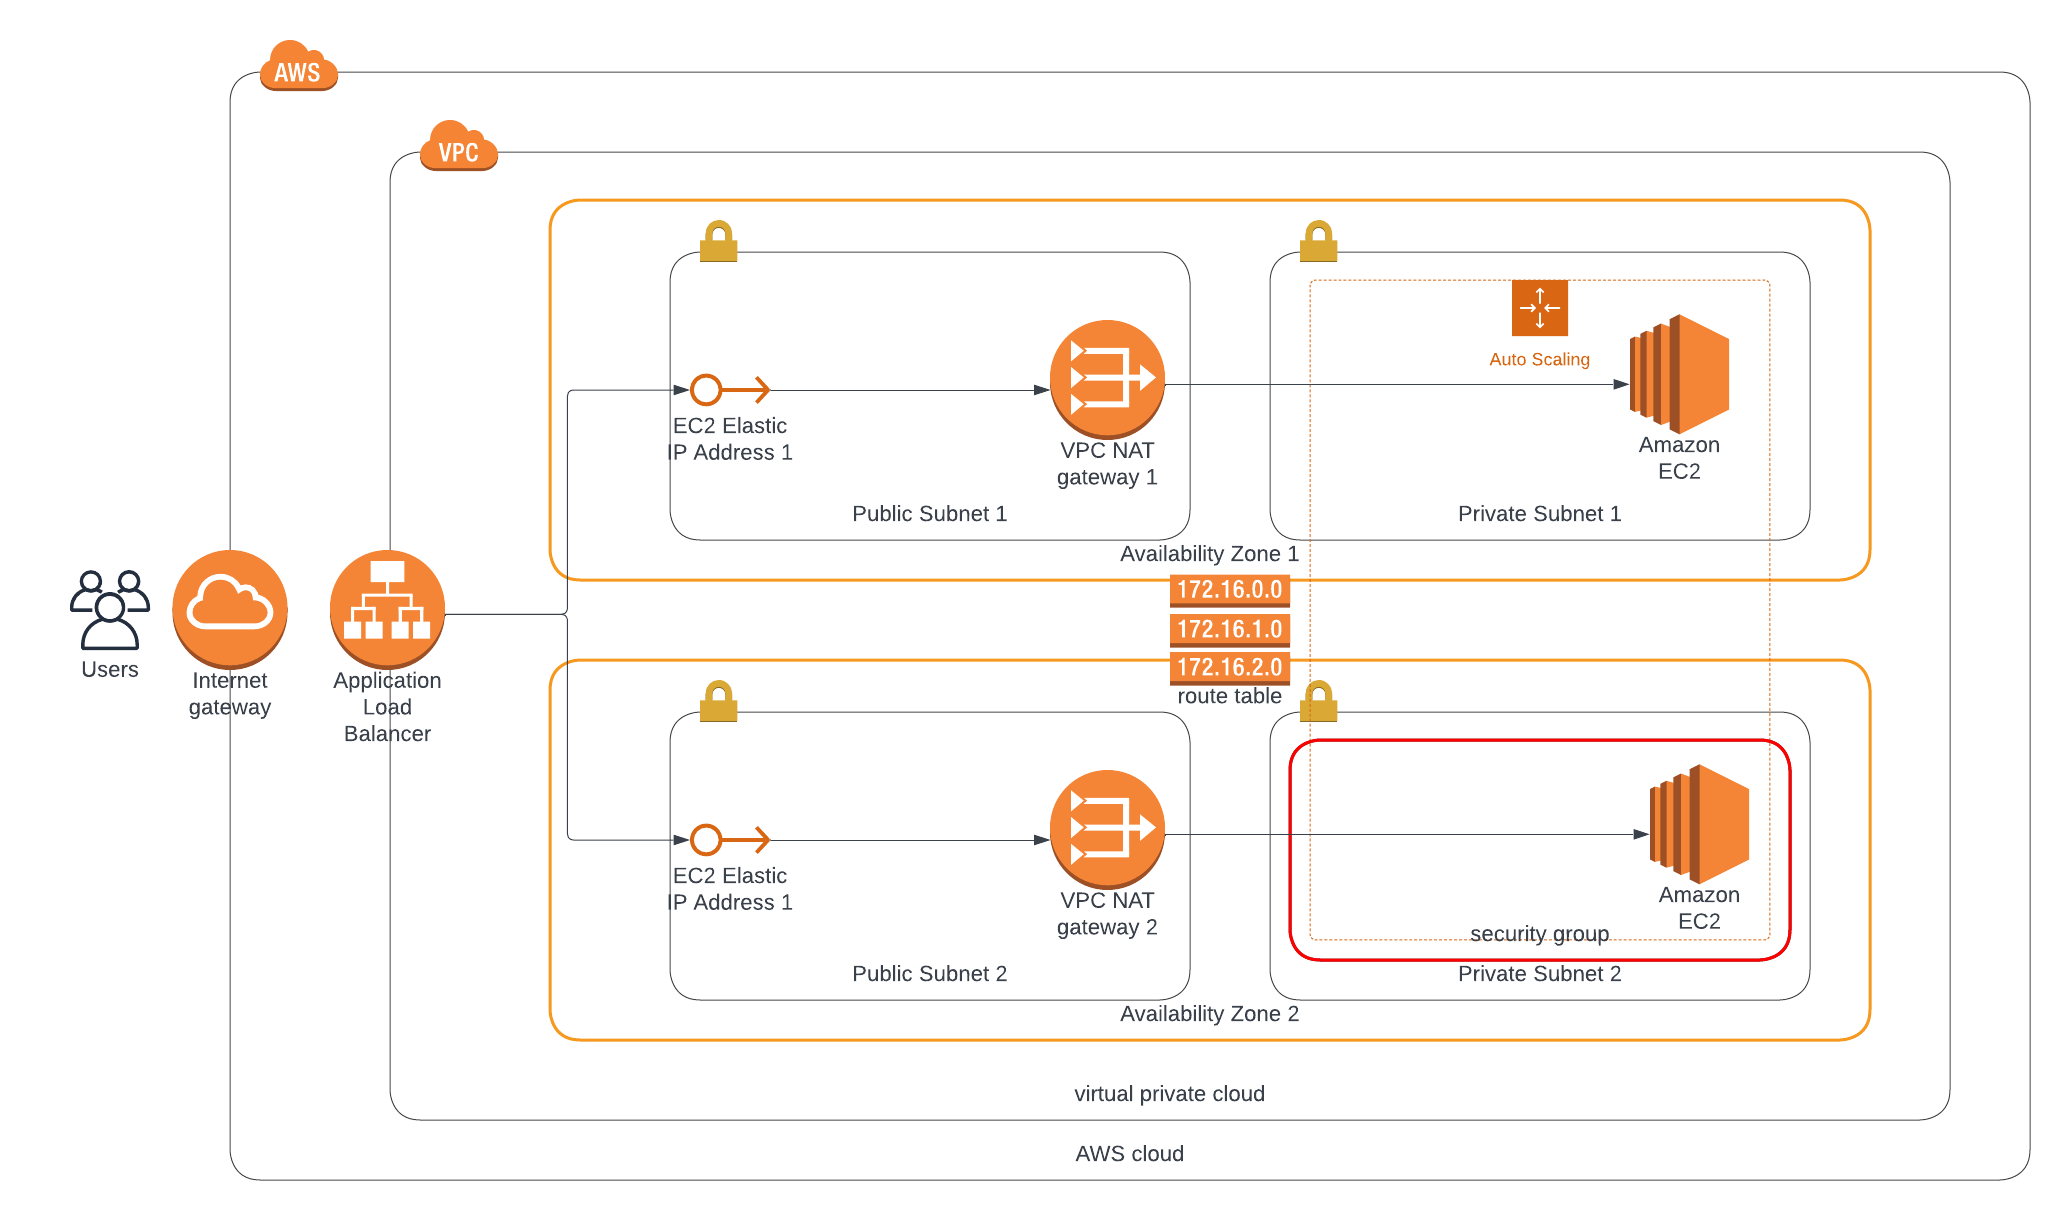 AWS
VPC
Auto Scaling
EC2 Elastic
IP Address 1
VPC NAT
gateway 1
Amazon
EC2
Public Subnet 1
Private Subnet 1
Availability Zone 1
172.16.0.0
172.16.1.0
172.16.2.0
route table
Users
Internet
gateway
Application
Load
Balancer
EC2 Elastic
IP Address 1
VPC NAT
gateway 2
Amazon
EC2
security group
Public Subnet 2
Private Subnet 2
Availability Zone 2
virtual private cloud
AWS cloud